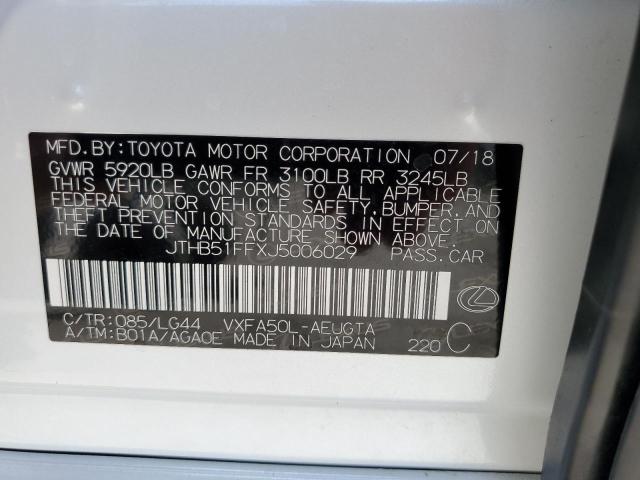 MFD.BY:TOYOTA MOTOR CORPORATION 07/18
GVWR 5920LB GAWR FR 3100LB RR 3245LB
THIS VEHICLE CONFORMS TO ALL APPLICABLE
FEDERAL MOTOR VEHICLE SAFETY,BUMPER,AND
THEFT PREVENTION STANDARDS IN EFFECT ON
THE DATE OF MANUFACTURE SHOWN ABOVE.
JTHB51FFXJ5006029 PASS.CAR
C/TR:085/LG44 VXFA50L-AEUGTA
A/TM:B01A/AGA0E MADE IN JAPAN 220 C